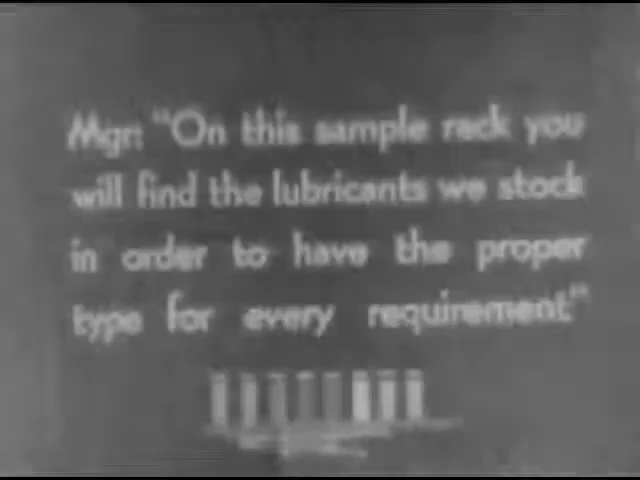 Mgr: "On this sample rack you
will find the lubricants we stock
in order to have the proper
type for every requirement"